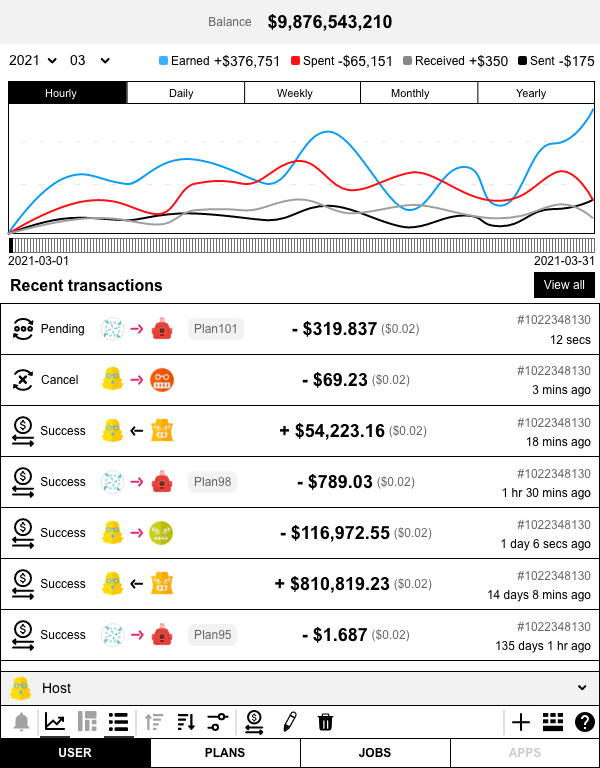 Balance $9,876,543,210
2021 03 Earned +$376,751 Spent -$65,151 Received +$350 Sent -$175
Hourly Daily Weekly Monthly Yearly
2021-03-01 2021-03-31
Recent transactions View all
Pending Plan101 - $319.837 ($0.02) #1022348130
12 secs
Cancel - $69.23 ($0.02) #1022348130
3 mins ago
Success + $54,223.16 ($0.02) #1022348130
18 mins ago
Success Plan98 - $789.03 ($0.02) #1022348130
1 hr 30 mins ago
Success - $116,972.55 ($0.02) #1022348130
1 day 6 secs ago
Success + $810,819.23 ($0.02) #1022348130
14 days 8 mins ago
Success Plan95 - $1.687 ($0.02) #1022348130
135 days 1 hr ago
Host
USER PLANS JOBS APPS